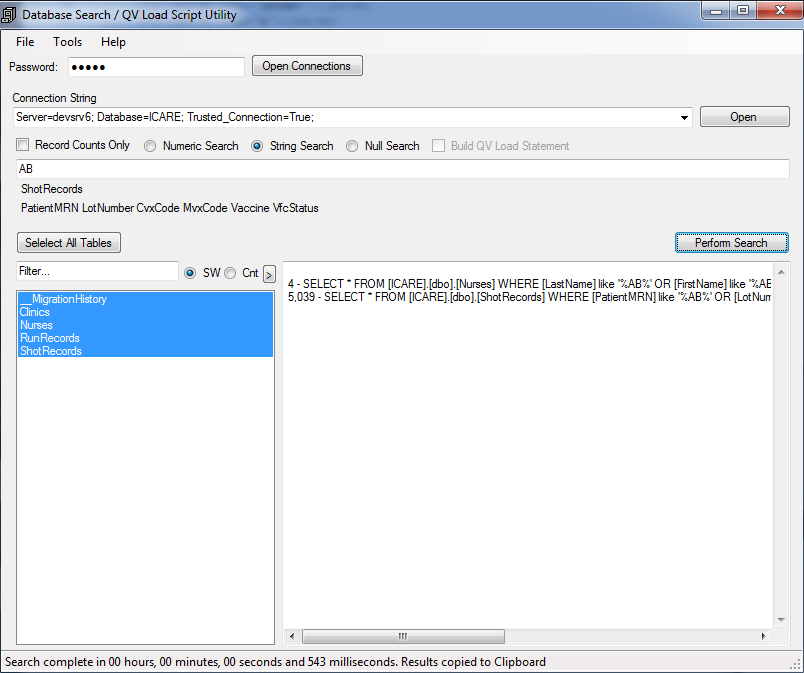 Database Search / QV Load Script Utility
File Tools Help
Password: ●●●●● Open Connections
Connection String
Server=devsrv6; Database=ICARE; Trusted_Connection=True; Open
Record Counts Only Numeric Search String Search Null Search Build QV Load Statement
AB
ShotRecords
PatientMRN LotNumber CvxCode MvxCode Vaccine VfcStatus
Selelect All Tables Perform Search
Filter... SW Cnt >
__MigrationHistory
Clinics
Nurses
RunRecords
ShotRecords
4 - SELECT * FROM [ICARE].[dbo].[Nurses] WHERE [LastName] like '%AB%' OR [FirstName] like '%AB
5,039 - SELECT * FROM [ICARE].[dbo].[ShotRecords] WHERE [PatientMRN] like '%AB%' OR [LotNum
Search complete in 00 hours, 00 minutes, 00 seconds and 543 milliseconds. Results copied to Clipboard